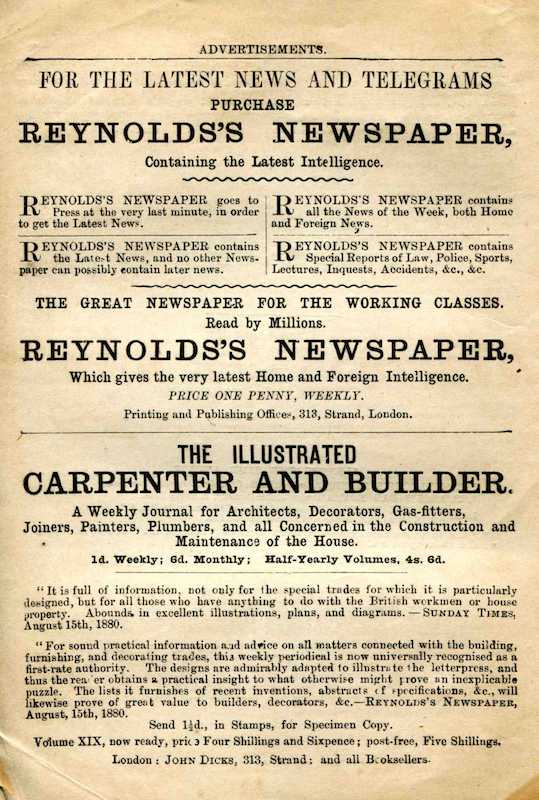 ADVERTISEMENTS.
FOR THE LATEST NEWS AND TELEGRAMS
PURCHASE
REYNOLDS'S NEWSPAPER,
Containing the Latest Intelligence.
REYNOLDS'S NEWSPAPER goes to
Press at the very last minute, in order
to get the Latest News.
REYNOLDS'S NEWSPAPER contains
all the News of the Week, both Home
and Foreign News.
REYNOLDS'S NEWSPAPER contains
the Latest News, and no other News-
paper can possibly contain later news.
REYNOLDS'S NEWSPAPER contains
Special Reports of Law, Police, Sports,
Lectures, Inquests, Accidents, &c., &c.
THE GREAT NEWSPAPER FOR THE WORKING CLASSES.
Read by Millions.
REYNOLDS'S NEWSPAPER,
Which gives the very latest Home and Foreign Intelligence.
PRICE ONE PENNY, WEEKLY.
Printing and Publishing Offices, 313, Strand, London.
THE ILLUSTRATED
CARPENTER AND BUILDER.
A Weekly Journal for Architects, Decorators, Gas-fitters,
Joiners, Painters, Plumbers, and all Concerned in the Construction and
Maintenance of the House.
1d. Weekly; 6d. Monthly; Half-Yearly Volumes, 4s. 6d.
"It is full of information, not only for the special trades for which it is particularly
designed, but for all those who have anything to do with the British workmen or house
property. Abounds in excellent illustrations, plans, and diagrams.—SUNDAY TIMES,
August 15th, 1880.
"For sound practical information and advice on all matters connected with the building,
furnishing, and decorating trades, this weekly periodical is now universally recognised as a
first-rate authority. The designs are admirably adapted to illustrate the letterpress, and
thus the reader obtains a practical insight to what otherwise might prove an inexplicable
puzzle. The lists it furnishes of recent inventions, abstracts of specifications, &c., will
likewise prove of great value to builders, decorators, &c.—REYNOLDS'S NEWSPAPER,
August, 15th, 1880.
Send 1½d., in Stamps, for Specimen Copy.
Volume XIX, now ready, price Four Shillings and Sixpence; post-free, Five Shillings.
London: JOHN DICKS, 313, Strand; and all Booksellers.